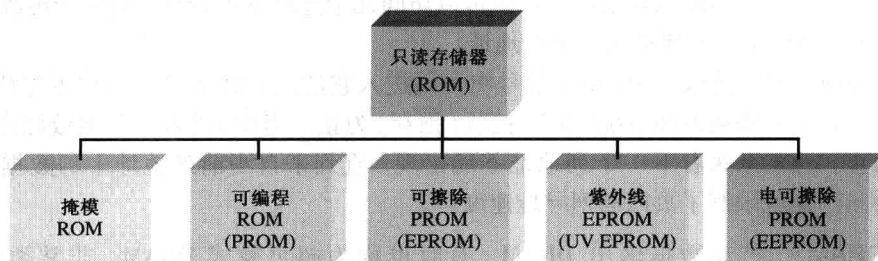 只读存储器
(ROM)
掩模
ROM
可编程
ROM
(PROM)
可擦除
PROM
(EPROM)
紫外线
EPROM
(UV EPROM)
电可擦除
PROM
(EEPROM)